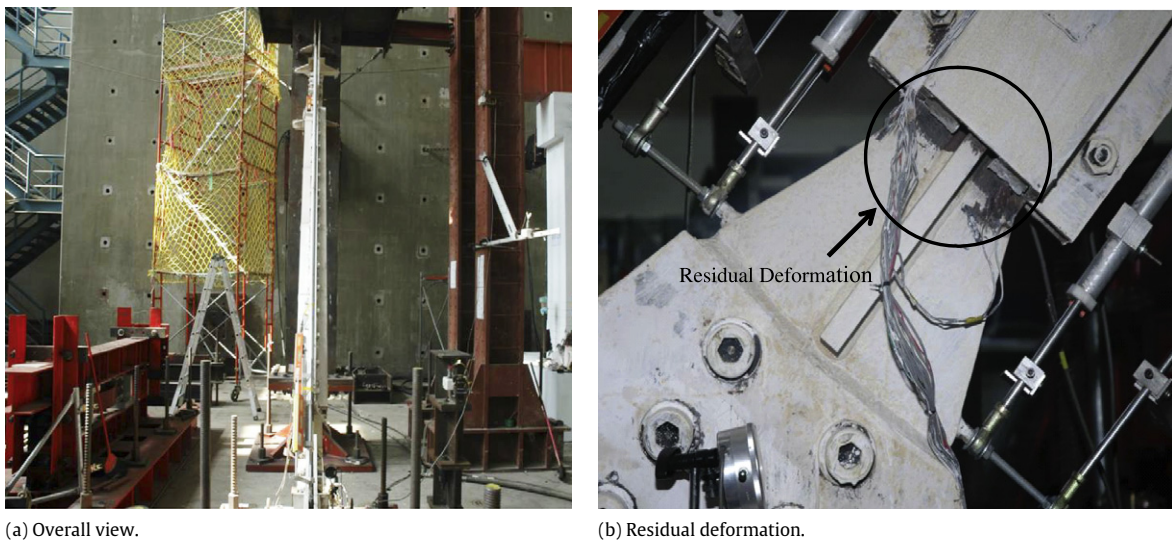 Residual Deformation
(a) Overall view.
(b) Residual deformation.